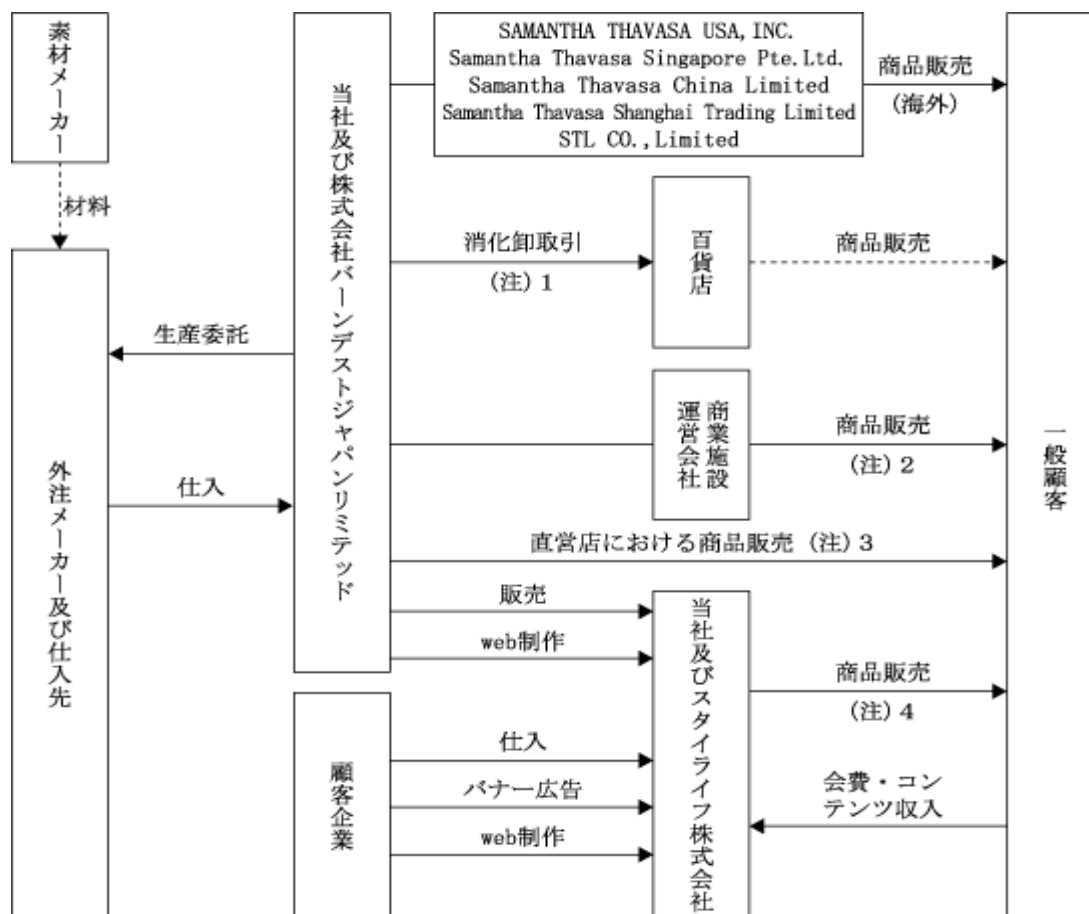 素材メーカー
材料
外注メーカー及び仕入先
生産委託
仕入
当社及び株式会社バーンデストジャパンリミテッド
SAMANTHA THAVASA USA,INC.
Samantha Thavasa Singapore Pte.Ltd.
Samantha Thavasa China Limited
Samantha Thavasa Shanghai Trading Limited
STL CO.,Limited
商品販売
(海外)
消化卸取引
(注)1
百貨店
商品販売
商業施設
運営会社
商品販売
(注)2
直営店における商品販売 (注)3
販売
web制作
顧客企業
仕入
バナー広告
web制作
当社及びスタイライフ株式会社
商品販売
(注)4
会費・コン
テンツ収入
一般顧客